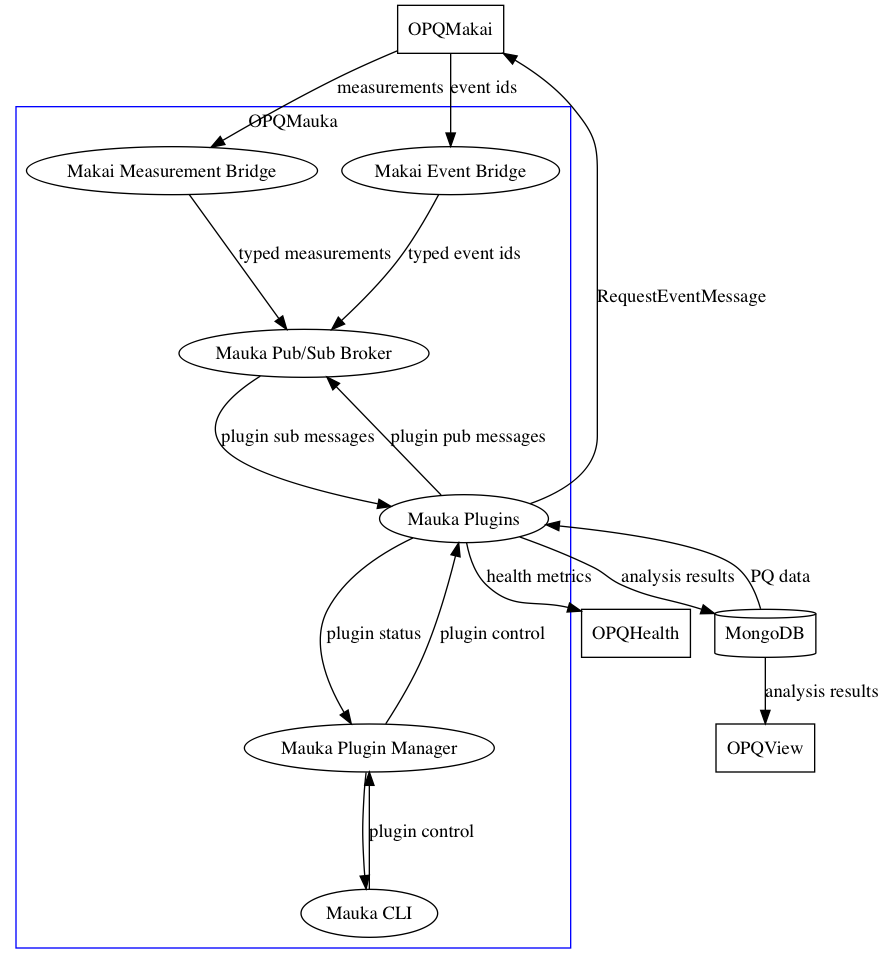 OPQMakai
measurements
event ids
OPQMauka
Makai Measurement Bridge
Makai Event Bridge
typed measurements
typed event ids
RequestEventMessage
Mauka Pub/Sub Broker
plugin sub messages
plugin pub messages
Mauka Plugins
health metrics
analysis results
PQ data
plugin status
plugin control
OPQHealth
MongoDB
analysis results
Mauka Plugin Manager
OPQView
plugin control
Mauka CLI